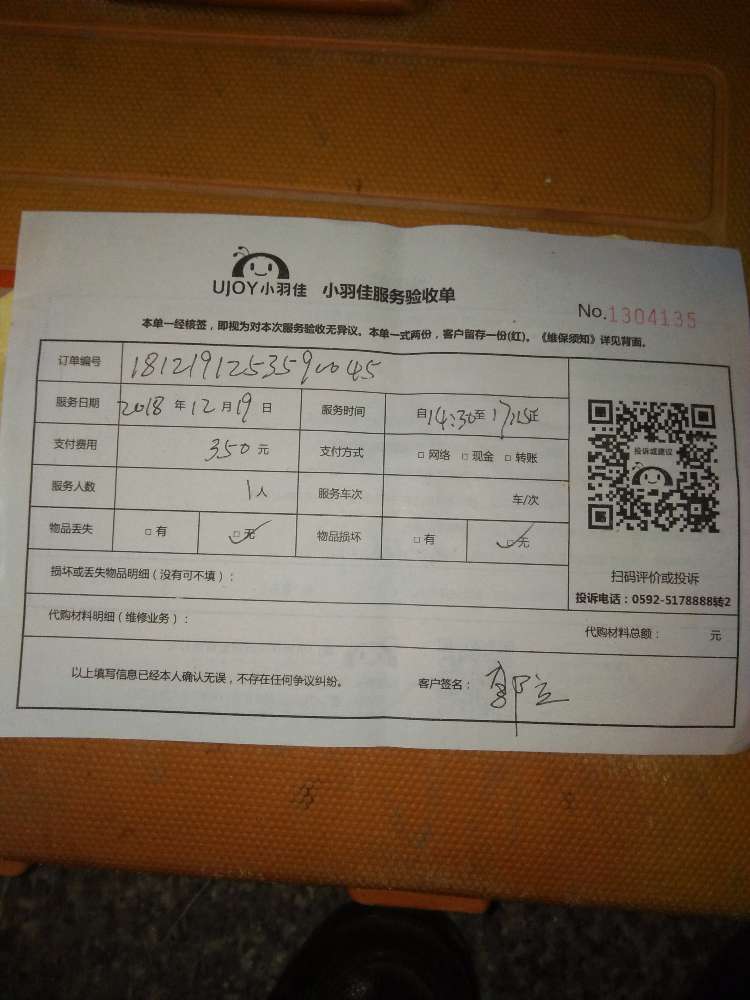 UJOY小羽佳 小羽佳服务验收单
No.1304135
本单一经核签，即视为对本次服务验收无异议。本单一式两份，客户留存一份(红)。《维保须知》详见背面。
订单编号 1812191253590045
服务日期 2018 年 12 月 19 日 服务时间 自 14:30 至 17:15 止
支付费用 350 元 支付方式 □ 网络 □ 现金 □ 转账
投诉或建议
服务人数 1 人 服务车次 车/次
物品丢失 □ 有 □ 无 物品损坏 □ 有 □ 无
扫码评价或投诉
损坏或丢失物品明细（没有可不填）：
投诉电话：0592-5178888转2
代购材料明细（维修业务）： 代购材料总额： 元
以上填写信息已经本人确认无误，不存在任何争议纠纷。 客户签名：